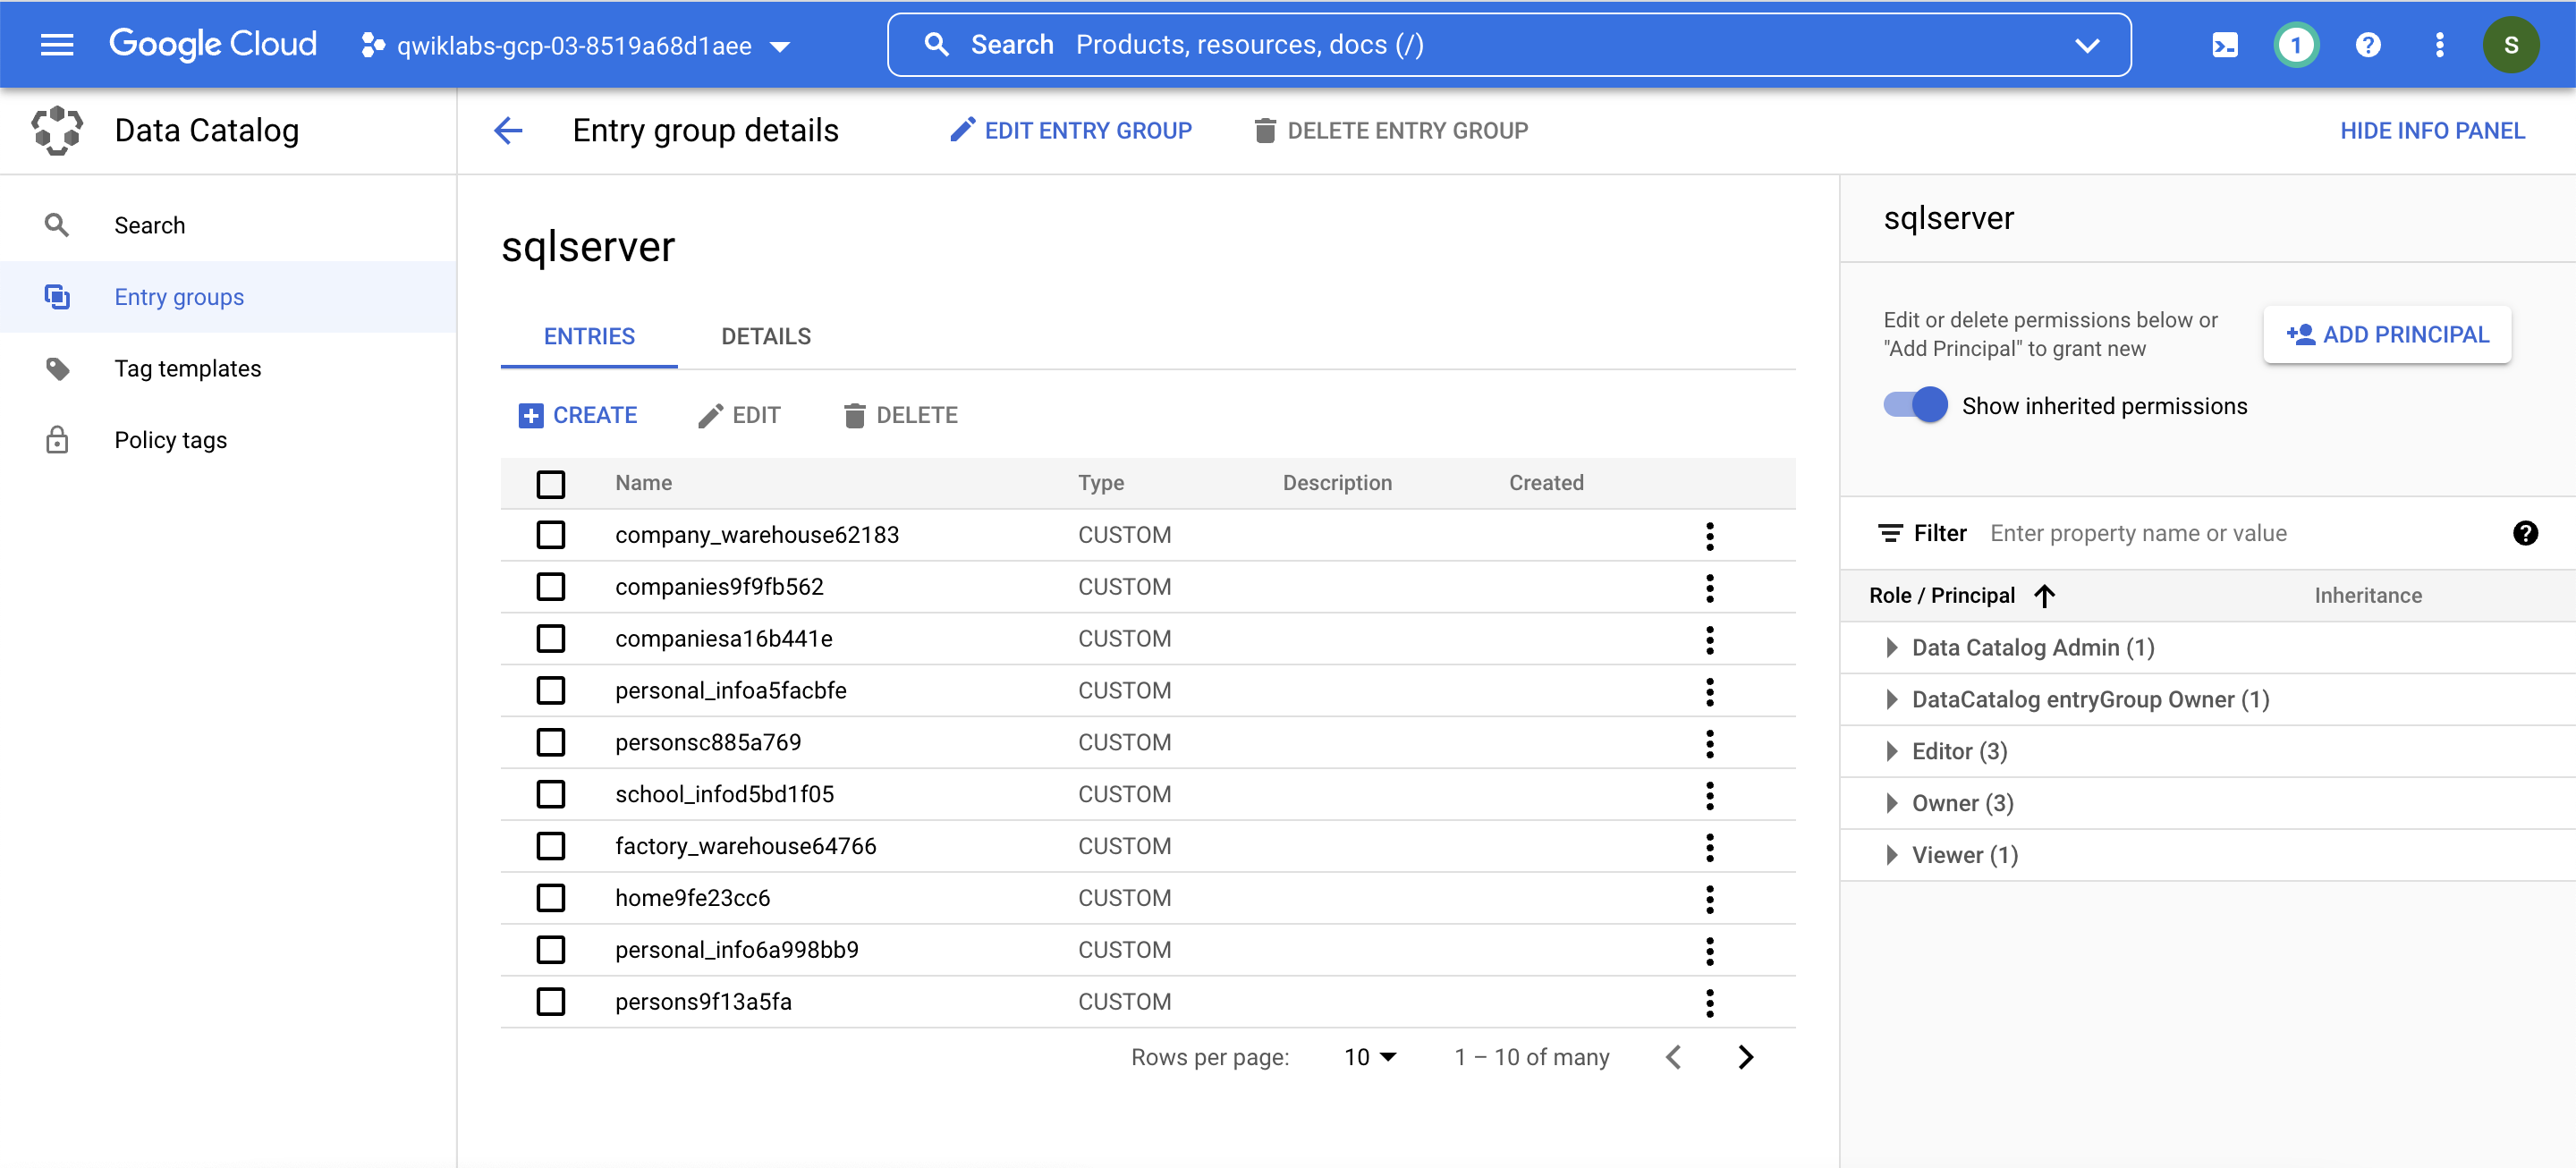 Google Cloud
qwiklabs-gcp-03-8519a68d1aee
Search Products, resources, docs (/)
1
?
S
Data Catalog
Entry group details
EDIT ENTRY GROUP
DELETE ENTRY GROUP
HIDE INFO PANEL
Search
Entry groups
Tag templates
Policy tags
sqlserver
ENTRIES
DETAILS
CREATE
EDIT
DELETE
Name Type Description Created
company_warehouse62183 CUSTOM
companies9f9fb562 CUSTOM
companiesa16b441e CUSTOM
personal_infoa5facbfe CUSTOM
personsc885a769 CUSTOM
school_infod5bd1f05 CUSTOM
factory_warehouse64766 CUSTOM
home9fe23cc6 CUSTOM
personal_info6a998bb9 CUSTOM
persons9f13a5fa CUSTOM
Rows per page: 10 1 – 10 of many
sqlserver
Edit or delete permissions below or
"Add Principal" to grant new
ADD PRINCIPAL
Show inherited permissions
Filter Enter property name or value ?
Role / Principal Inheritance
Data Catalog Admin (1)
DataCatalog entryGroup Owner (1)
Editor (3)
Owner (3)
Viewer (1)